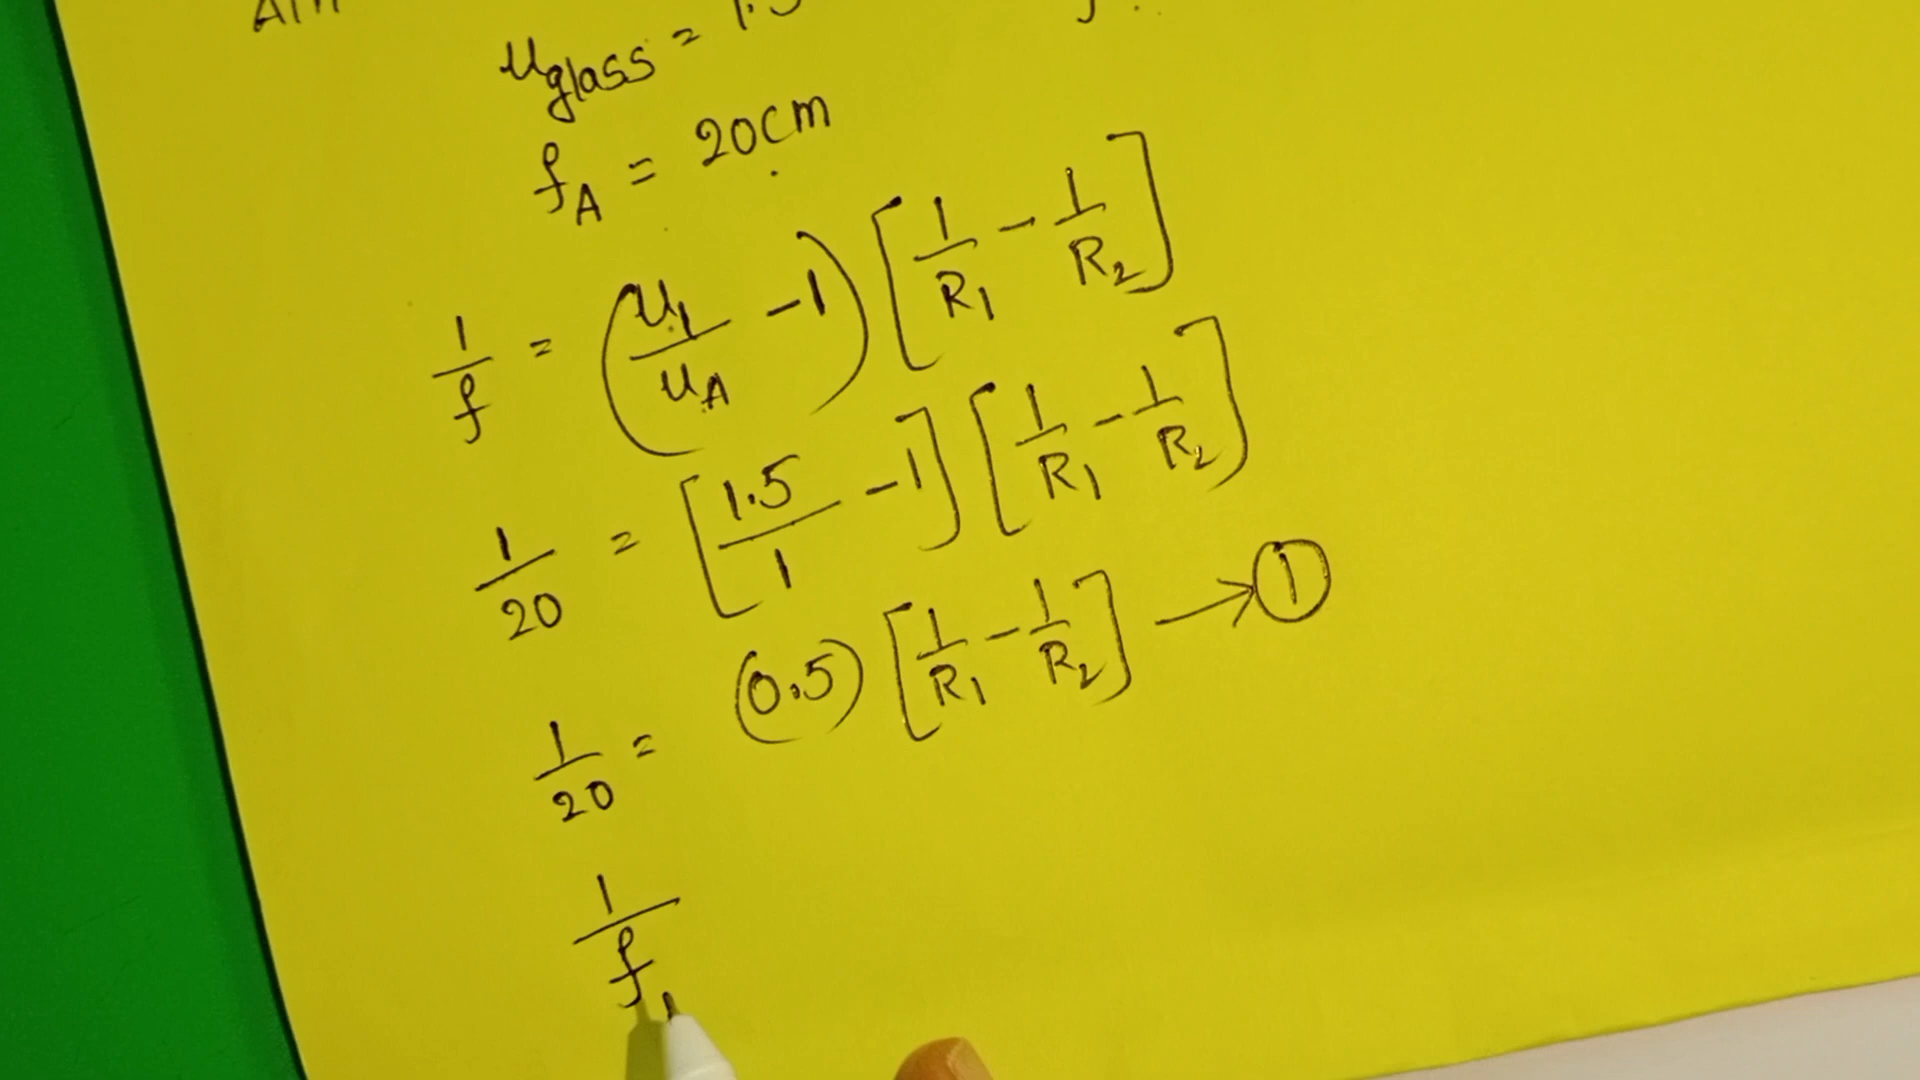 μglass = 1.5
fA = 20cm
1/f = (μ1/μA - 1) [1/R1 - 1/R2]
1/20 = [1.5/1 - 1] [1/R1 - 1/R2]
1/20 = (0.5) [1/R1 - 1/R2] → ①
1/f